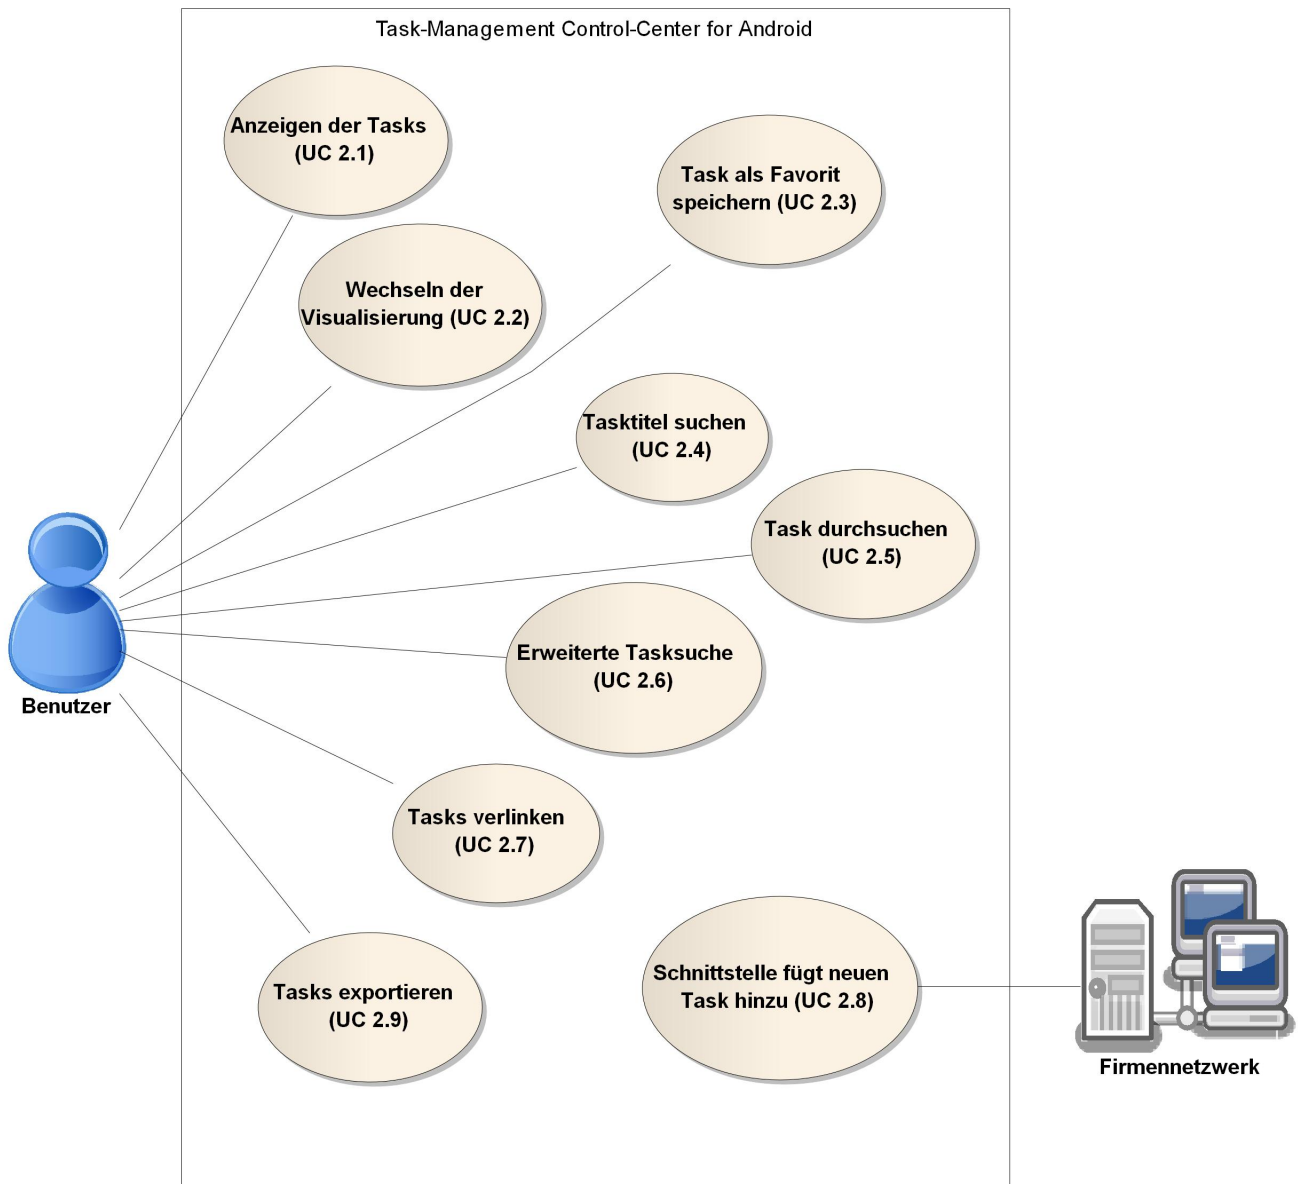 Task-Management Control-Center for Android
Anzeigen der Tasks
(UC 2.1)
Task als Favorit
speichern (UC 2.3)
Wechseln der
Visualisierung (UC 2.2)
Tasktitel suchen
(UC 2.4)
Task durchsuchen
(UC 2.5)
Erweiterte Tasksuche
(UC 2.6)
Benutzer
Tasks verlinken
(UC 2.7)
Schnittstelle fügt neuen
Task hinzu (UC 2.8)
Tasks exportieren
(UC 2.9)
Firmennetzwerk